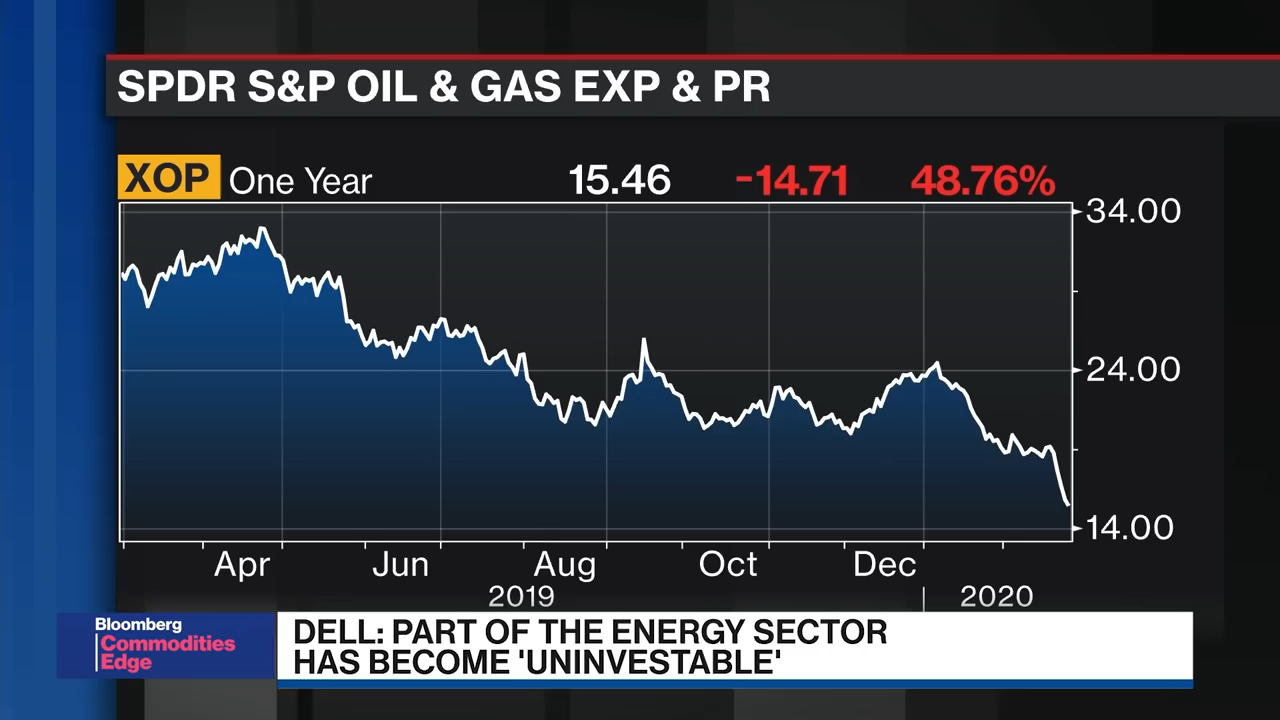 SPDR S&P OIL & GAS EXP & PR
XOP One Year 15.46 -14.71 48.76%
34.00
24.00
14.00
Apr Jun Aug Oct Dec
2019 2020
Bloomberg
Commodities
Edge
DELL: PART OF THE ENERGY SECTOR
HAS BECOME 'UNINVESTABLE'